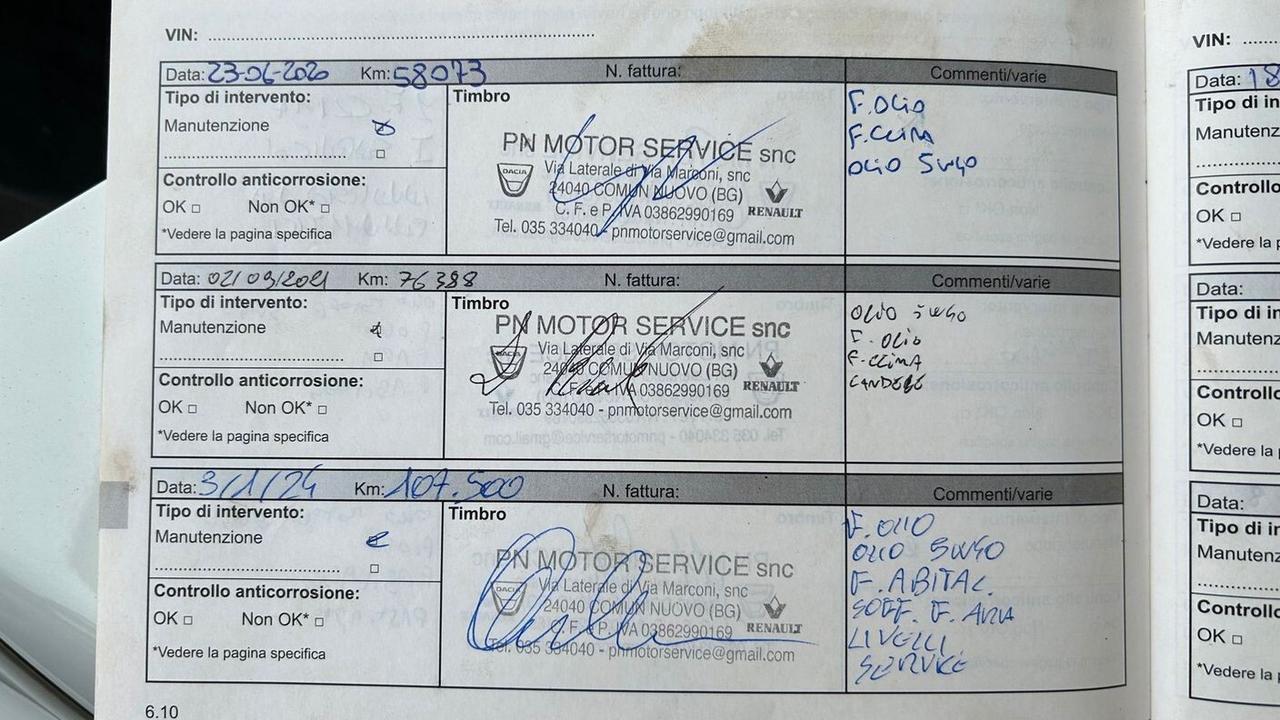 VIN: ..........
Data: 23-06-2020 Km: 58073 N. fattura: Commenti/varie
Tipo di intervento: Timbro
Manutenzione
Controllo anticorrosione:
OK □ Non OK* □
*Vedere la pagina specifica
PN MOTOR SERVICE snc
Via Laterale di Via Marconi, snc
DACIA 24040 COMUN NUOVO (BG)
C. F. e P. IVA 03862990169 RENAULT
Tel. 035 334040 - pnmotorservice@gmail.com
F. OLIO
F. CLIMA
OLIO 5W40
Data: 02/09/2021 Km: 76388 N. fattura: Commenti/varie
Tipo di intervento: Timbro
Manutenzione
Controllo anticorrosione:
OK □ Non OK* □
*Vedere la pagina specifica
PN MOTOR SERVICE snc
Via Laterale di Via Marconi, snc
DACIA 24040 COMUN NUOVO (BG)
C. F. e P. IVA 03862990169 RENAULT
Tel. 035 334040 - pnmotorservice@gmail.com
OLIO 5W40
F. OLIO
F. CLIMA
CANDELE
Data: 3/1/24 Km: 107.500 N. fattura: Commenti/varie
Tipo di intervento: Timbro
Manutenzione
Controllo anticorrosione:
OK □ Non OK* □
*Vedere la pagina specifica
PN MOTOR SERVICE snc
Via Laterale di Via Marconi, snc
DACIA 24040 COMUN NUOVO (BG)
C. F. e P. IVA 03862990169 RENAULT
Tel. 035 334040 - pnmotorservice@gmail.com
F. OLIO
OLIO 5W40
F. ABITAC.
SOFF. F. ARIA
LIVELLI
SERVICE
6.10
VIN:
Data: 18
Tipo di in
Manutenz
Controllo
OK □
*Vedere la p
Data:
Tipo di in
Manutenz
Controllo
OK □
*Vedere la p
Data:
Tipo di in
Manutenz
Controllo
OK □
*Vedere la p